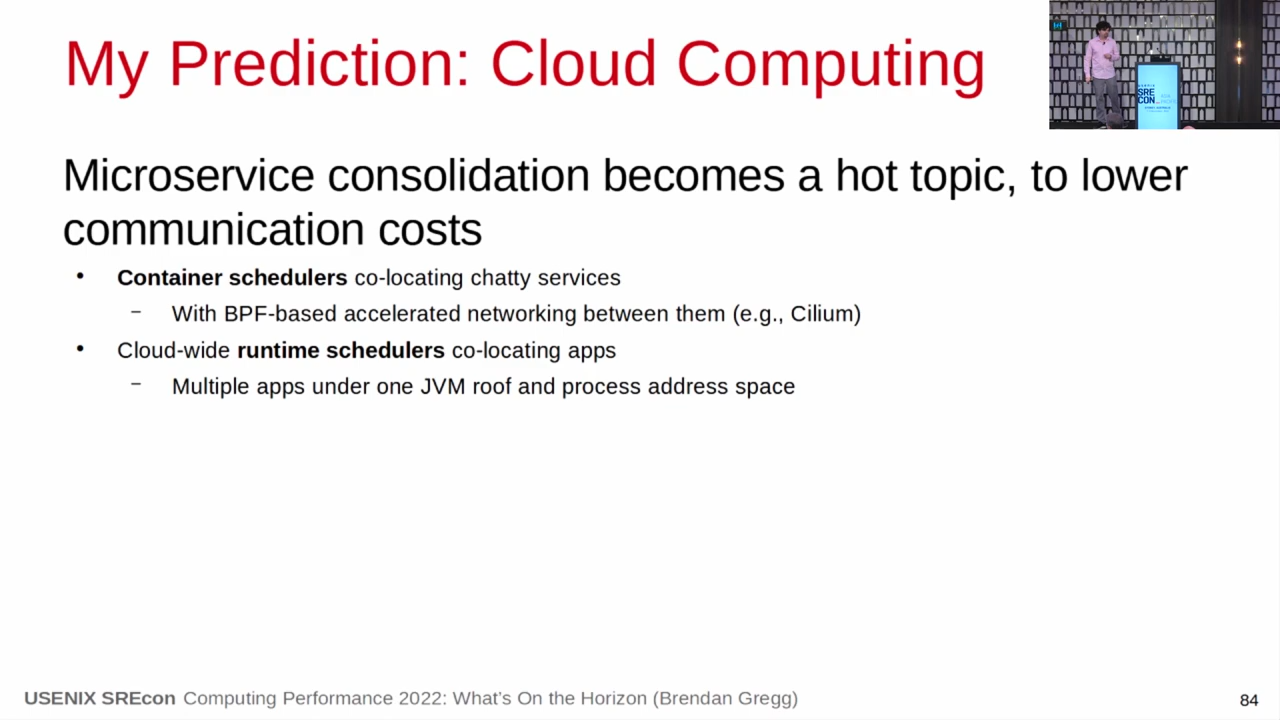 My Prediction: Cloud Computing
Microservice consolidation becomes a hot topic, to lower
communication costs
• Container schedulers co-locating chatty services
– With BPF-based accelerated networking between them (e.g., Cilium)
• Cloud-wide runtime schedulers co-locating apps
– Multiple apps under one JVM roof and process address space
SRE
CON
USENIX SREcon Computing Performance 2022: What's On the Horizon (Brendan Gregg)
84